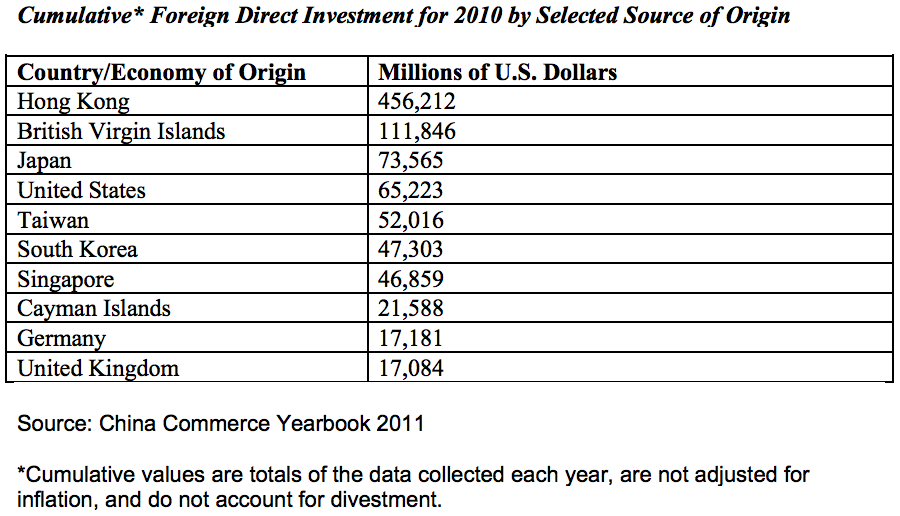 Cumulative* Foreign Direct Investment for 2010 by Selected Source of Origin
Country/Economy of Origin Millions of U.S. Dollars
Hong Kong 456,212
British Virgin Islands 111,846
Japan 73,565
United States 65,223
Taiwan 52,016
South Korea 47,303
Singapore 46,859
Cayman Islands 21,588
Germany 17,181
United Kingdom 17,084
Source: China Commerce Yearbook 2011
*Cumulative values are totals of the data collected each year, are not adjusted for
inflation, and do not account for divestment.